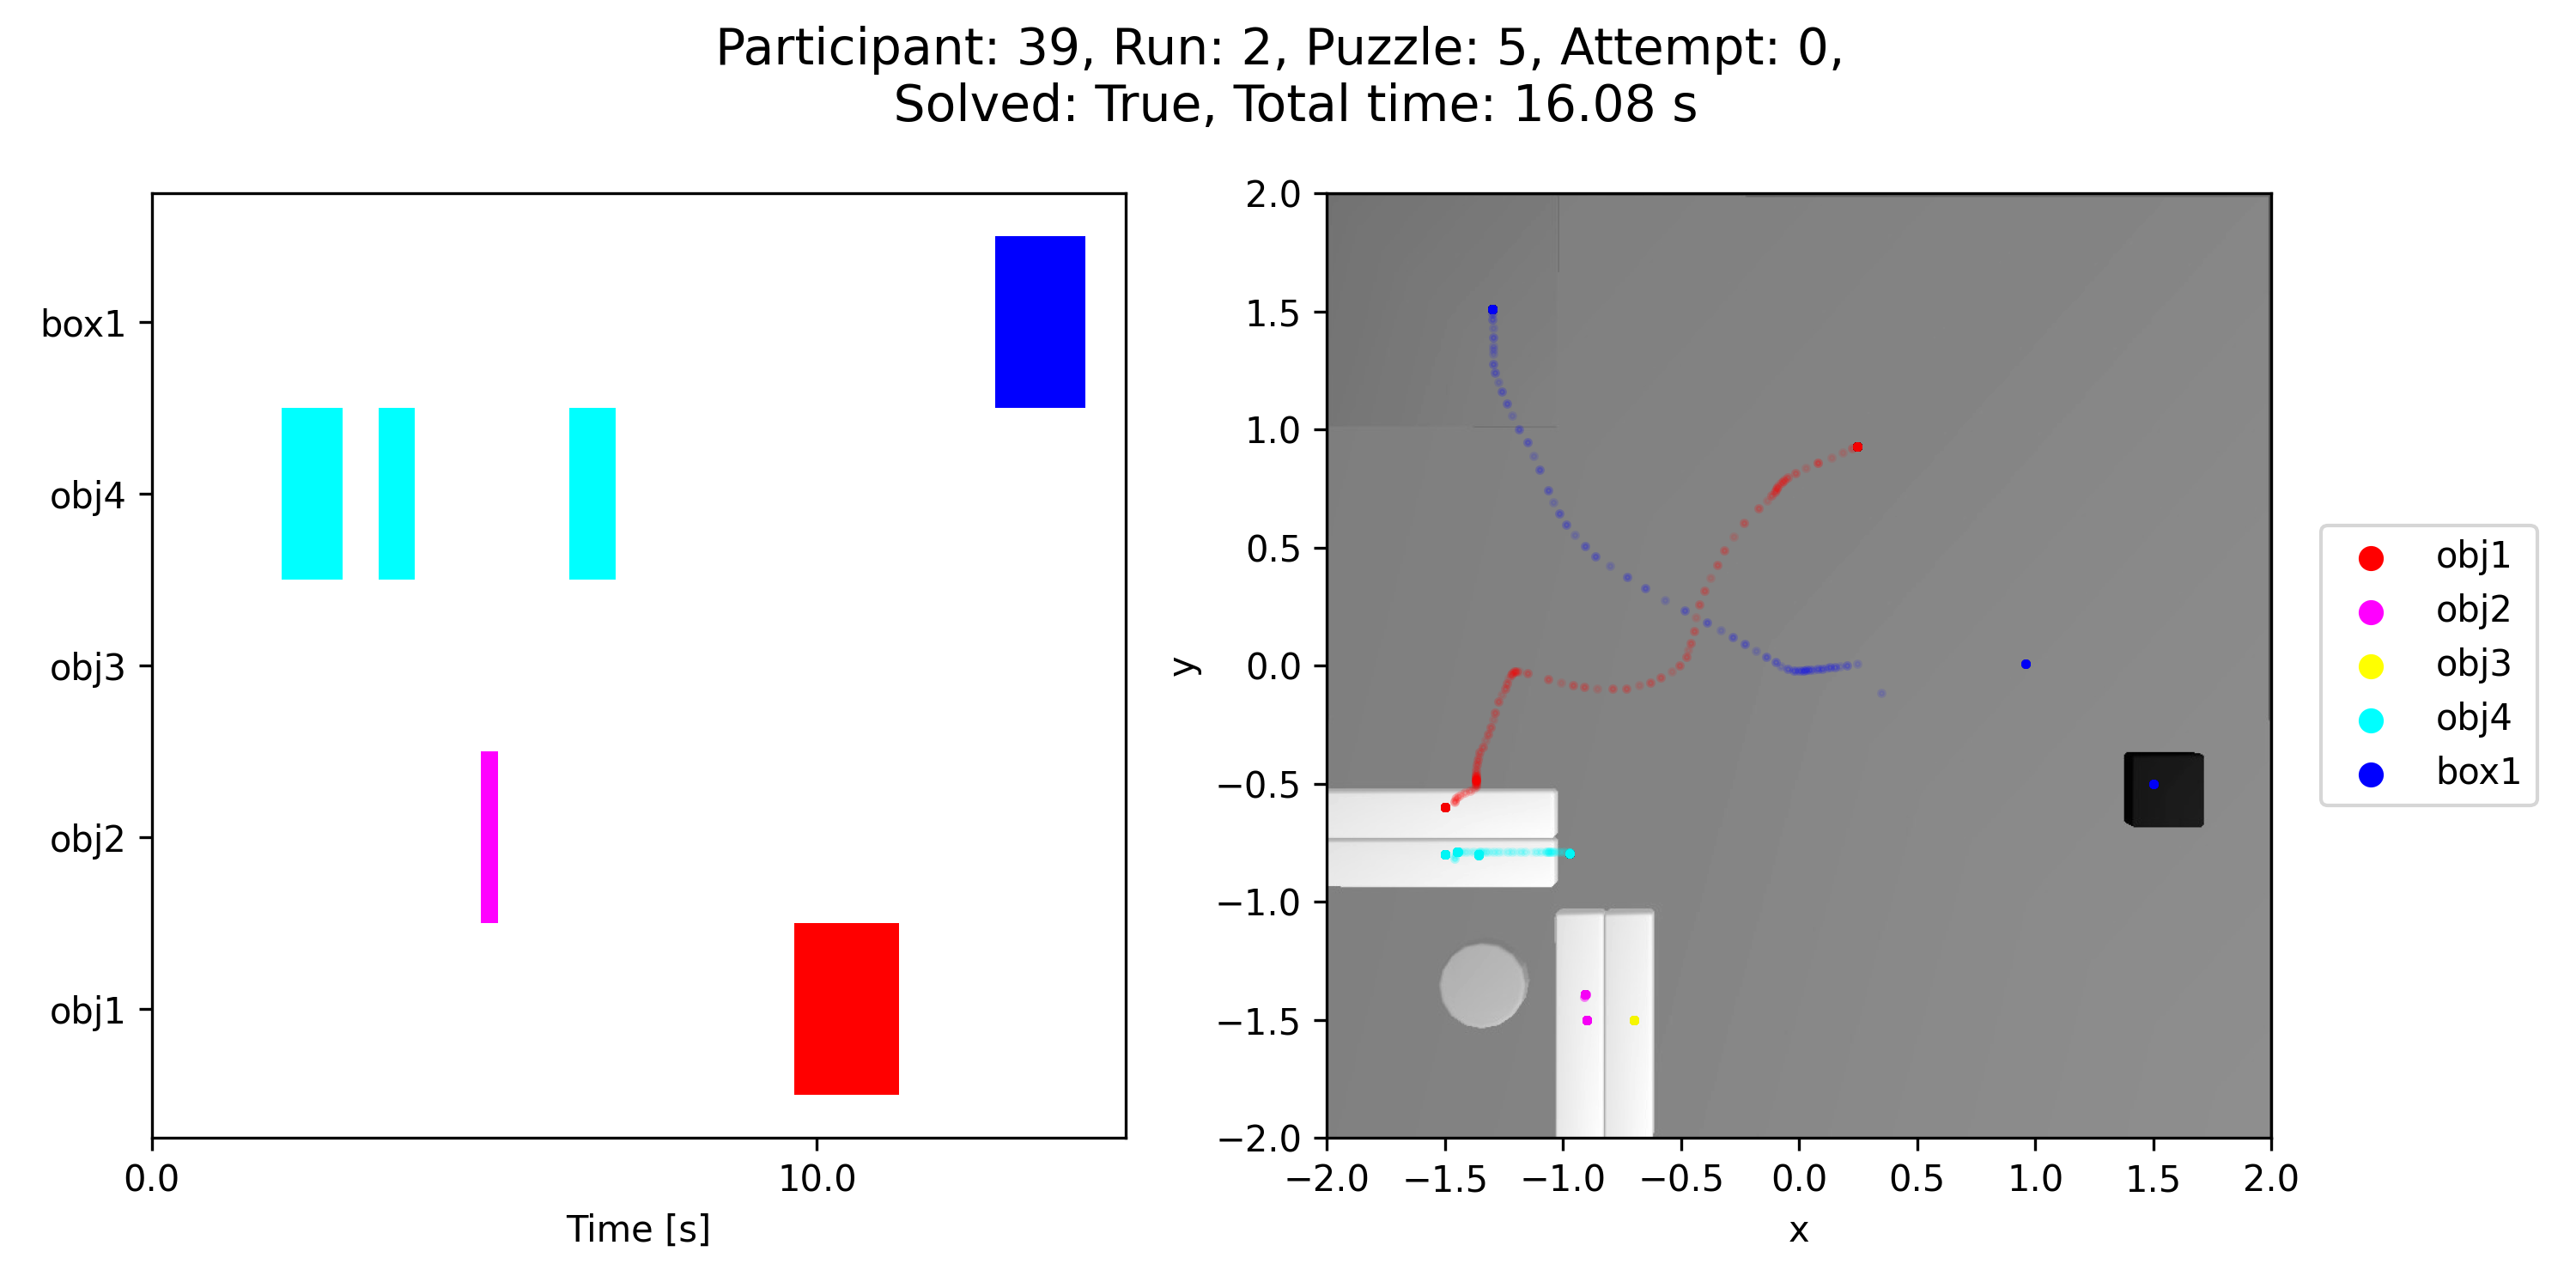 Participant: 39, Run: 2, Puzzle: 5, Attempt: 0,
Solved: True, Total time: 16.08 s
box1
obj4
obj3
obj2
obj1
0.0
10.0
Time [s]
2.0
1.5
1.0
0.5
0.0
−0.5
−1.0
−1.5
−2.0
y
−2.0
−1.5
−1.0
−0.5
0.0
0.5
1.0
1.5
2.0
x
obj1
obj2
obj3
obj4
box1